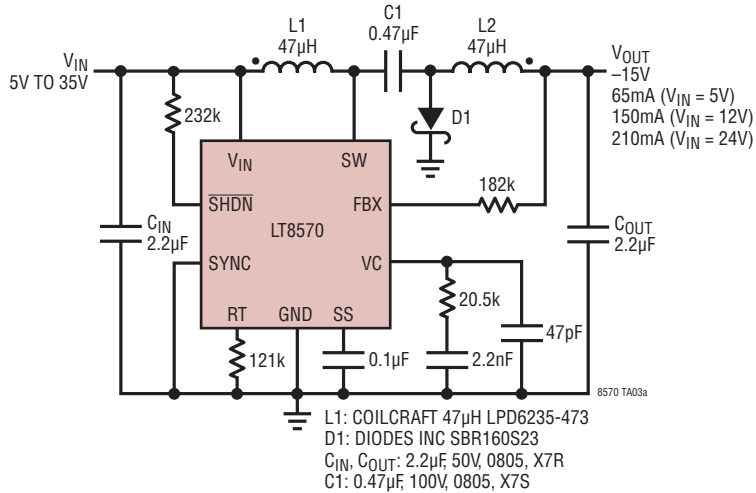 L1
47µH
C1
0.47µF
L2
47µH
VIN
5V TO 35V
VOUT
–15V
65mA (VIN = 5V)
150mA (VIN = 12V)
210mA (VIN = 24V)
232k
D1
VIN
SW
182k
SHDN
FBX
CIN
2.2µF
LT8570
COUT
2.2µF
SYNC
VC
20.5k
RT
GND
SS
47pF
121k
0.1µF
2.2nF
8570 TA03a
L1: COILCRAFT 47µH LPD6235-473
D1: DIODES INC SBR160S23
CIN, COUT: 2.2µF, 50V, 0805, X7R
C1: 0.47µF, 100V, 0805, X7S